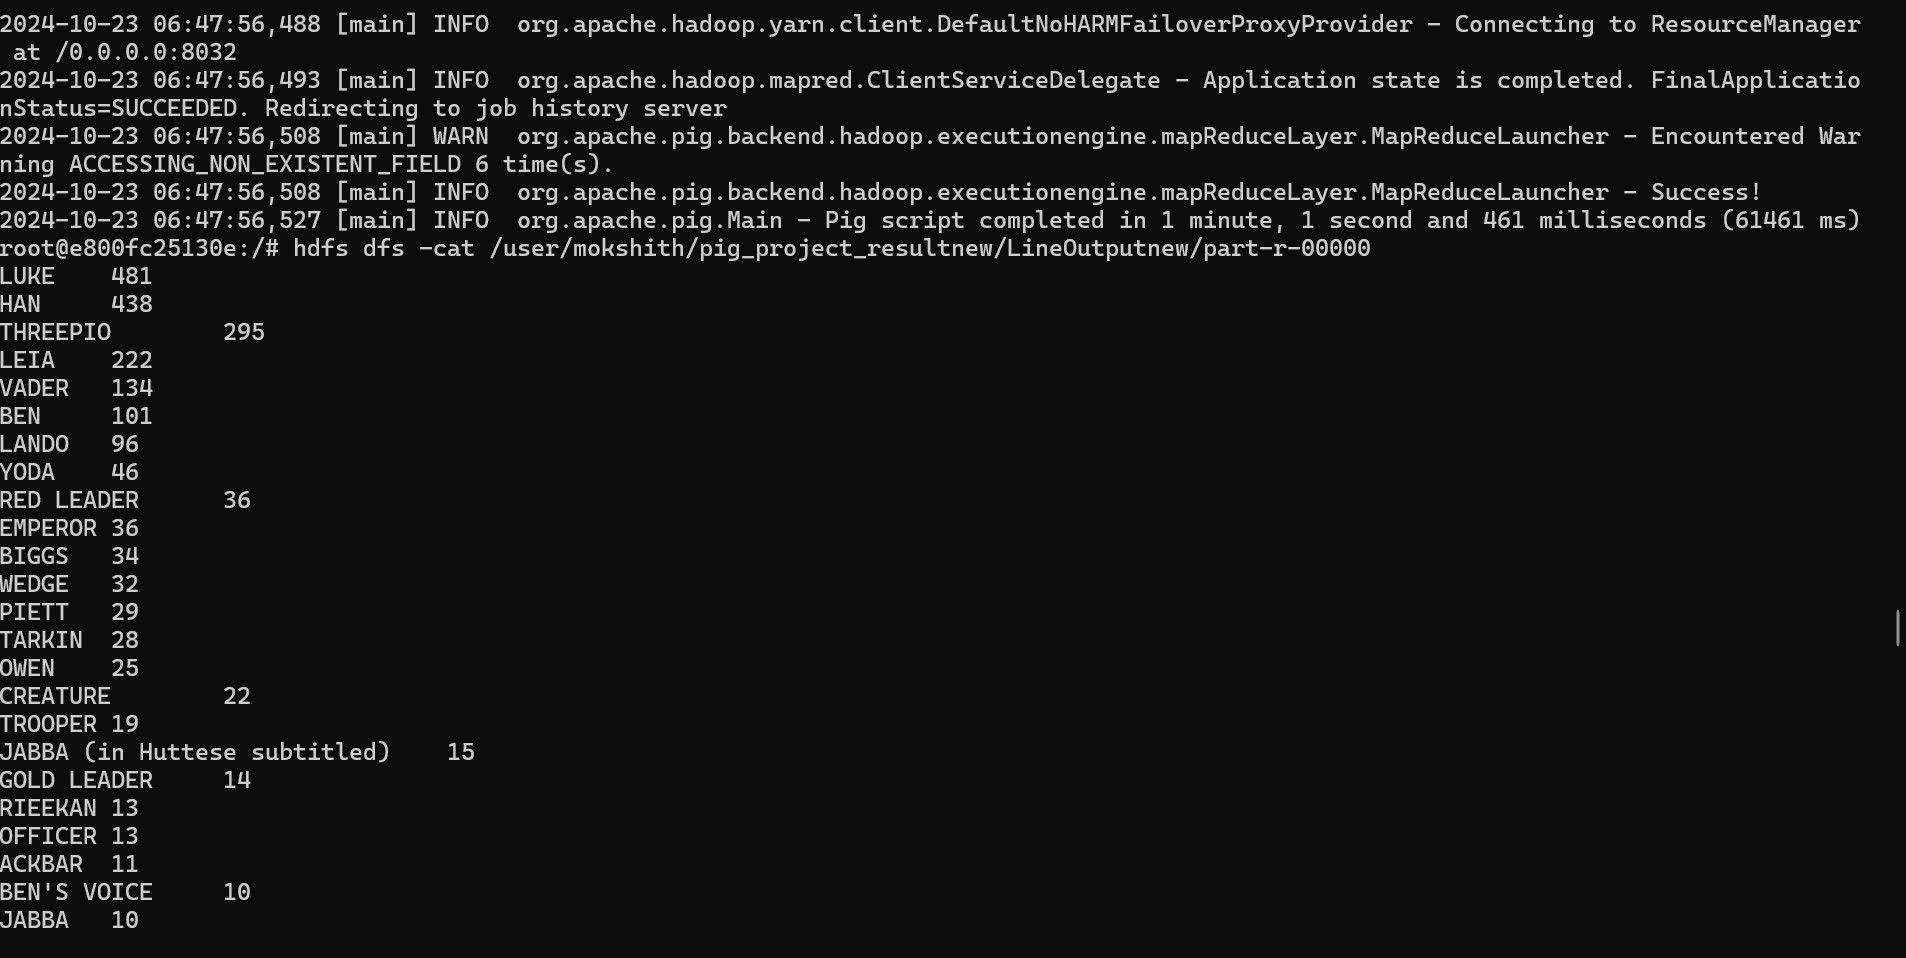 2024-10-23 06:47:56,488 [main] INFO  org.apache.hadoop.yarn.client.DefaultNoHARMFailoverProxyProvider - Connecting to ResourceManager
 at /0.0.0.0:8032
2024-10-23 06:47:56,493 [main] INFO  org.apache.hadoop.mapred.ClientServiceDelegate - Application state is completed. FinalApplicatio
nStatus=SUCCEEDED. Redirecting to job history server
2024-10-23 06:47:56,508 [main] WARN  org.apache.pig.backend.hadoop.executionengine.mapReduceLayer.MapReduceLauncher - Encountered War
ning ACCESSING_NON_EXISTENT_FIELD 6 time(s).
2024-10-23 06:47:56,508 [main] INFO  org.apache.pig.backend.hadoop.executionengine.mapReduceLayer.MapReduceLauncher - Success!
2024-10-23 06:47:56,527 [main] INFO  org.apache.pig.Main - Pig script completed in 1 minute, 1 second and 461 milliseconds (61461 ms)
root@e800fc25130e:/# hdfs dfs -cat /user/mokshith/pig_project_resultnew/LineOutputnew/part-r-00000
LUKE    481
HAN     438
THREEPIO        295
LEIA    222
VADER   134
BEN     101
LANDO   96
YODA    46
RED LEADER      36
EMPEROR 36
BIGGS   34
WEDGE   32
PIETT   29
TARKIN  28
OWEN    25
CREATURE        22
TROOPER 19
JABBA (in Huttese subtitled)    15
GOLD LEADER     14
RIEEKAN 13
OFFICER 13
ACKBAR  11
BEN'S VOICE     10
JABBA   10